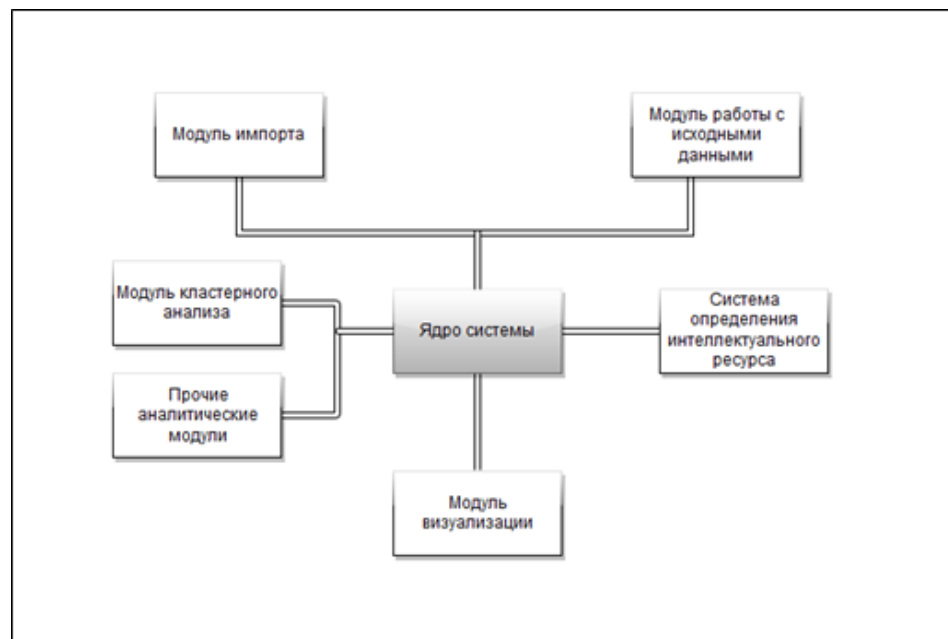 Модуль импорта
Модуль работы с
исходными
данными
Модуль кластерного
анализа
Ядро системы
Система
определения
интеллектуального
ресурса
Прочие
аналитические
модули
Модуль
визуализации